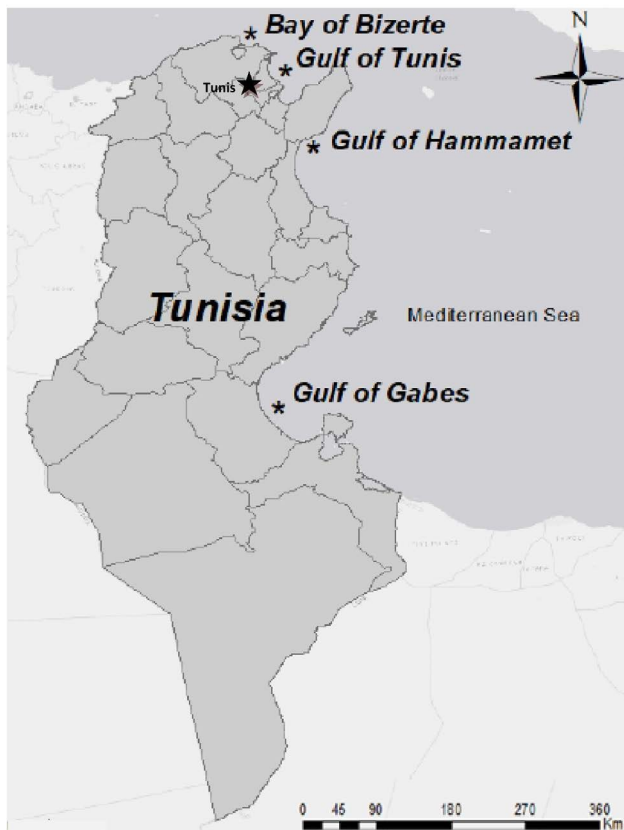 Bay of Bizerte
N
Gulf of Tunis
Tunis
Gulf of Hammamet
Tunisia
Mediterranean Sea
Gulf of Gabes
0 45 90 180 270 360
Km